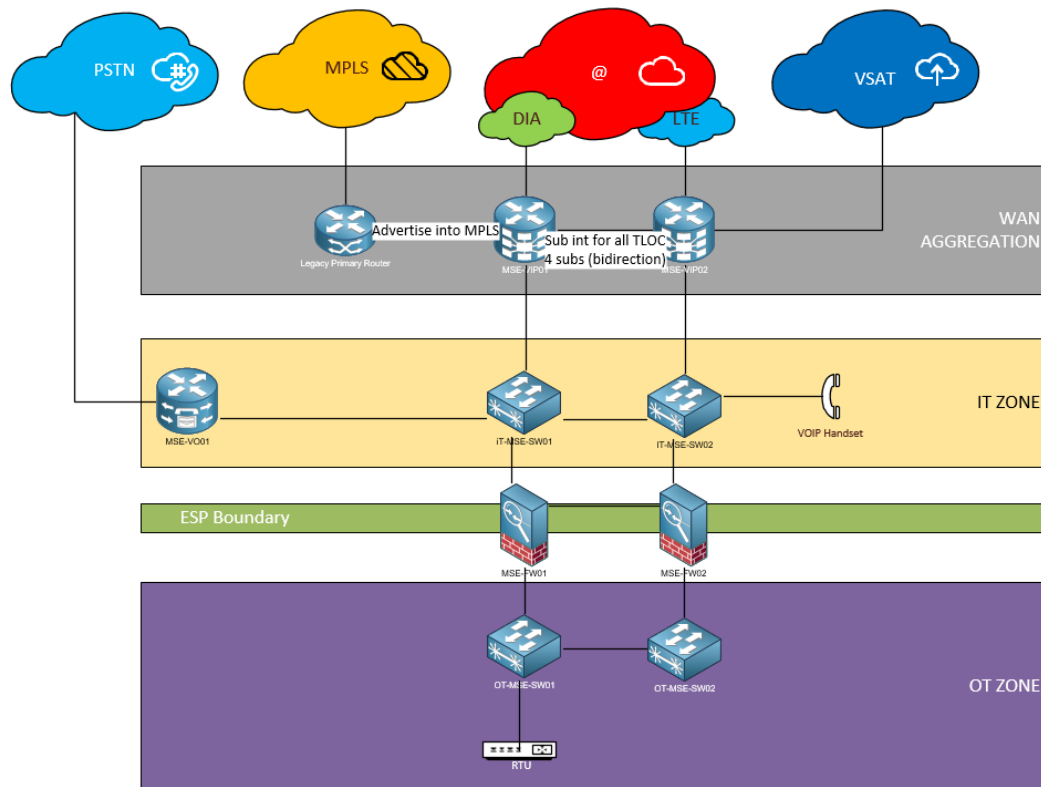 PSTN
MPLS
@
VSAT
DIA
LTE
WAN
AGGREGATION
Advertise into MPLS
Sub int for all TLOC
4 subs (bidirection)
Legacy Primary Router
MSE-VIP01
MSE-VIP02
IT ZONE
MSE-VO01
iT-MSE-SW01
IT-MSE-SW02
VOIP Handset
ESP Boundary
MSE-FW01
MSE-FW02
OT ZONE
OT-MSE-SW01
OT-MSE-SW02
RTU